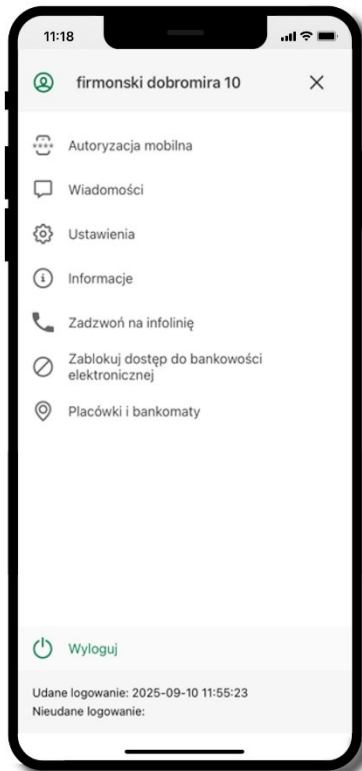 11:18
firmonski dobromira 10
Autoryzacja mobilna
Wiadomości
Ustawienia
Informacje
Zadzwoń na infolinię
Zablokuj dostęp do bankowości
elektronicznej
Placówki i bankomaty
Wyloguj
Udane logowanie: 2025-09-10 11:55:23
Nieudane logowanie: